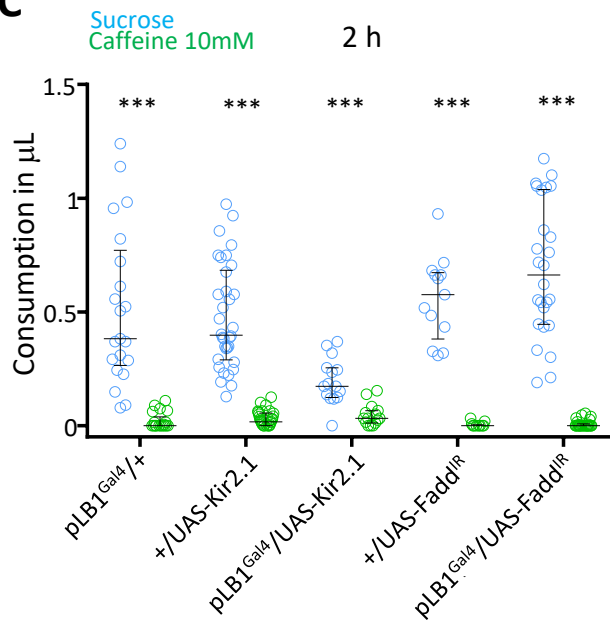 C
Sucrose
Caffeine 10mM
2 h
Consumption in µL
1.5
1
0.5
0
*** *** *** *** ***
pLB1Gal4/+
+/UAS-Kir2.1
pLB1Gal4/UAS-Kir2.1
+/UAS-FaddIR
pLB1Gal4/UAS-FaddIR